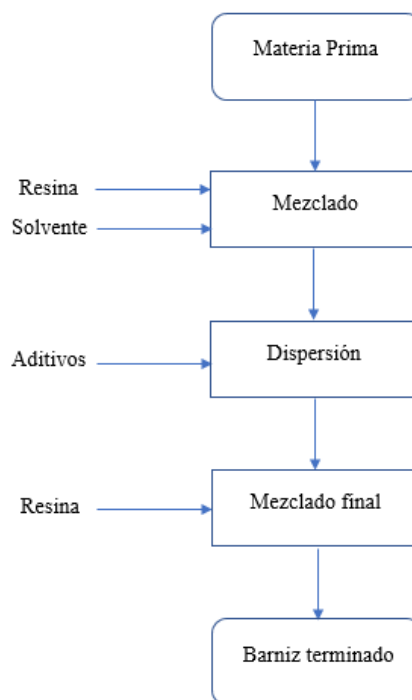 Materia Prima
Resina
Mezclado
Solvente
Aditivos
Dispersión
Resina
Mezclado final
Barniz terminado